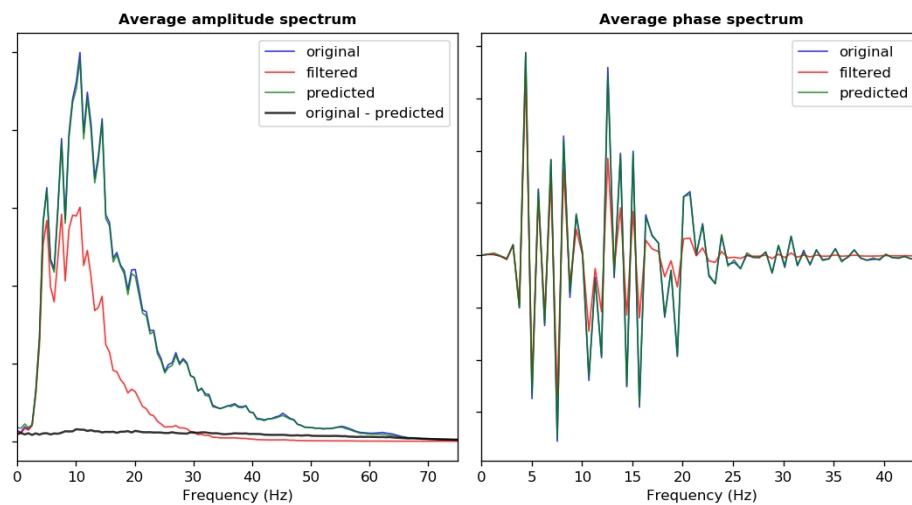 Average amplitude spectrum
original
filtered
predicted
original - predicted
0 10 20 30 40 50 60 70
Frequency (Hz)
Average phase spectrum
original
filtered
predicted
0 5 10 15 20 25 30 35 40
Frequency (Hz)